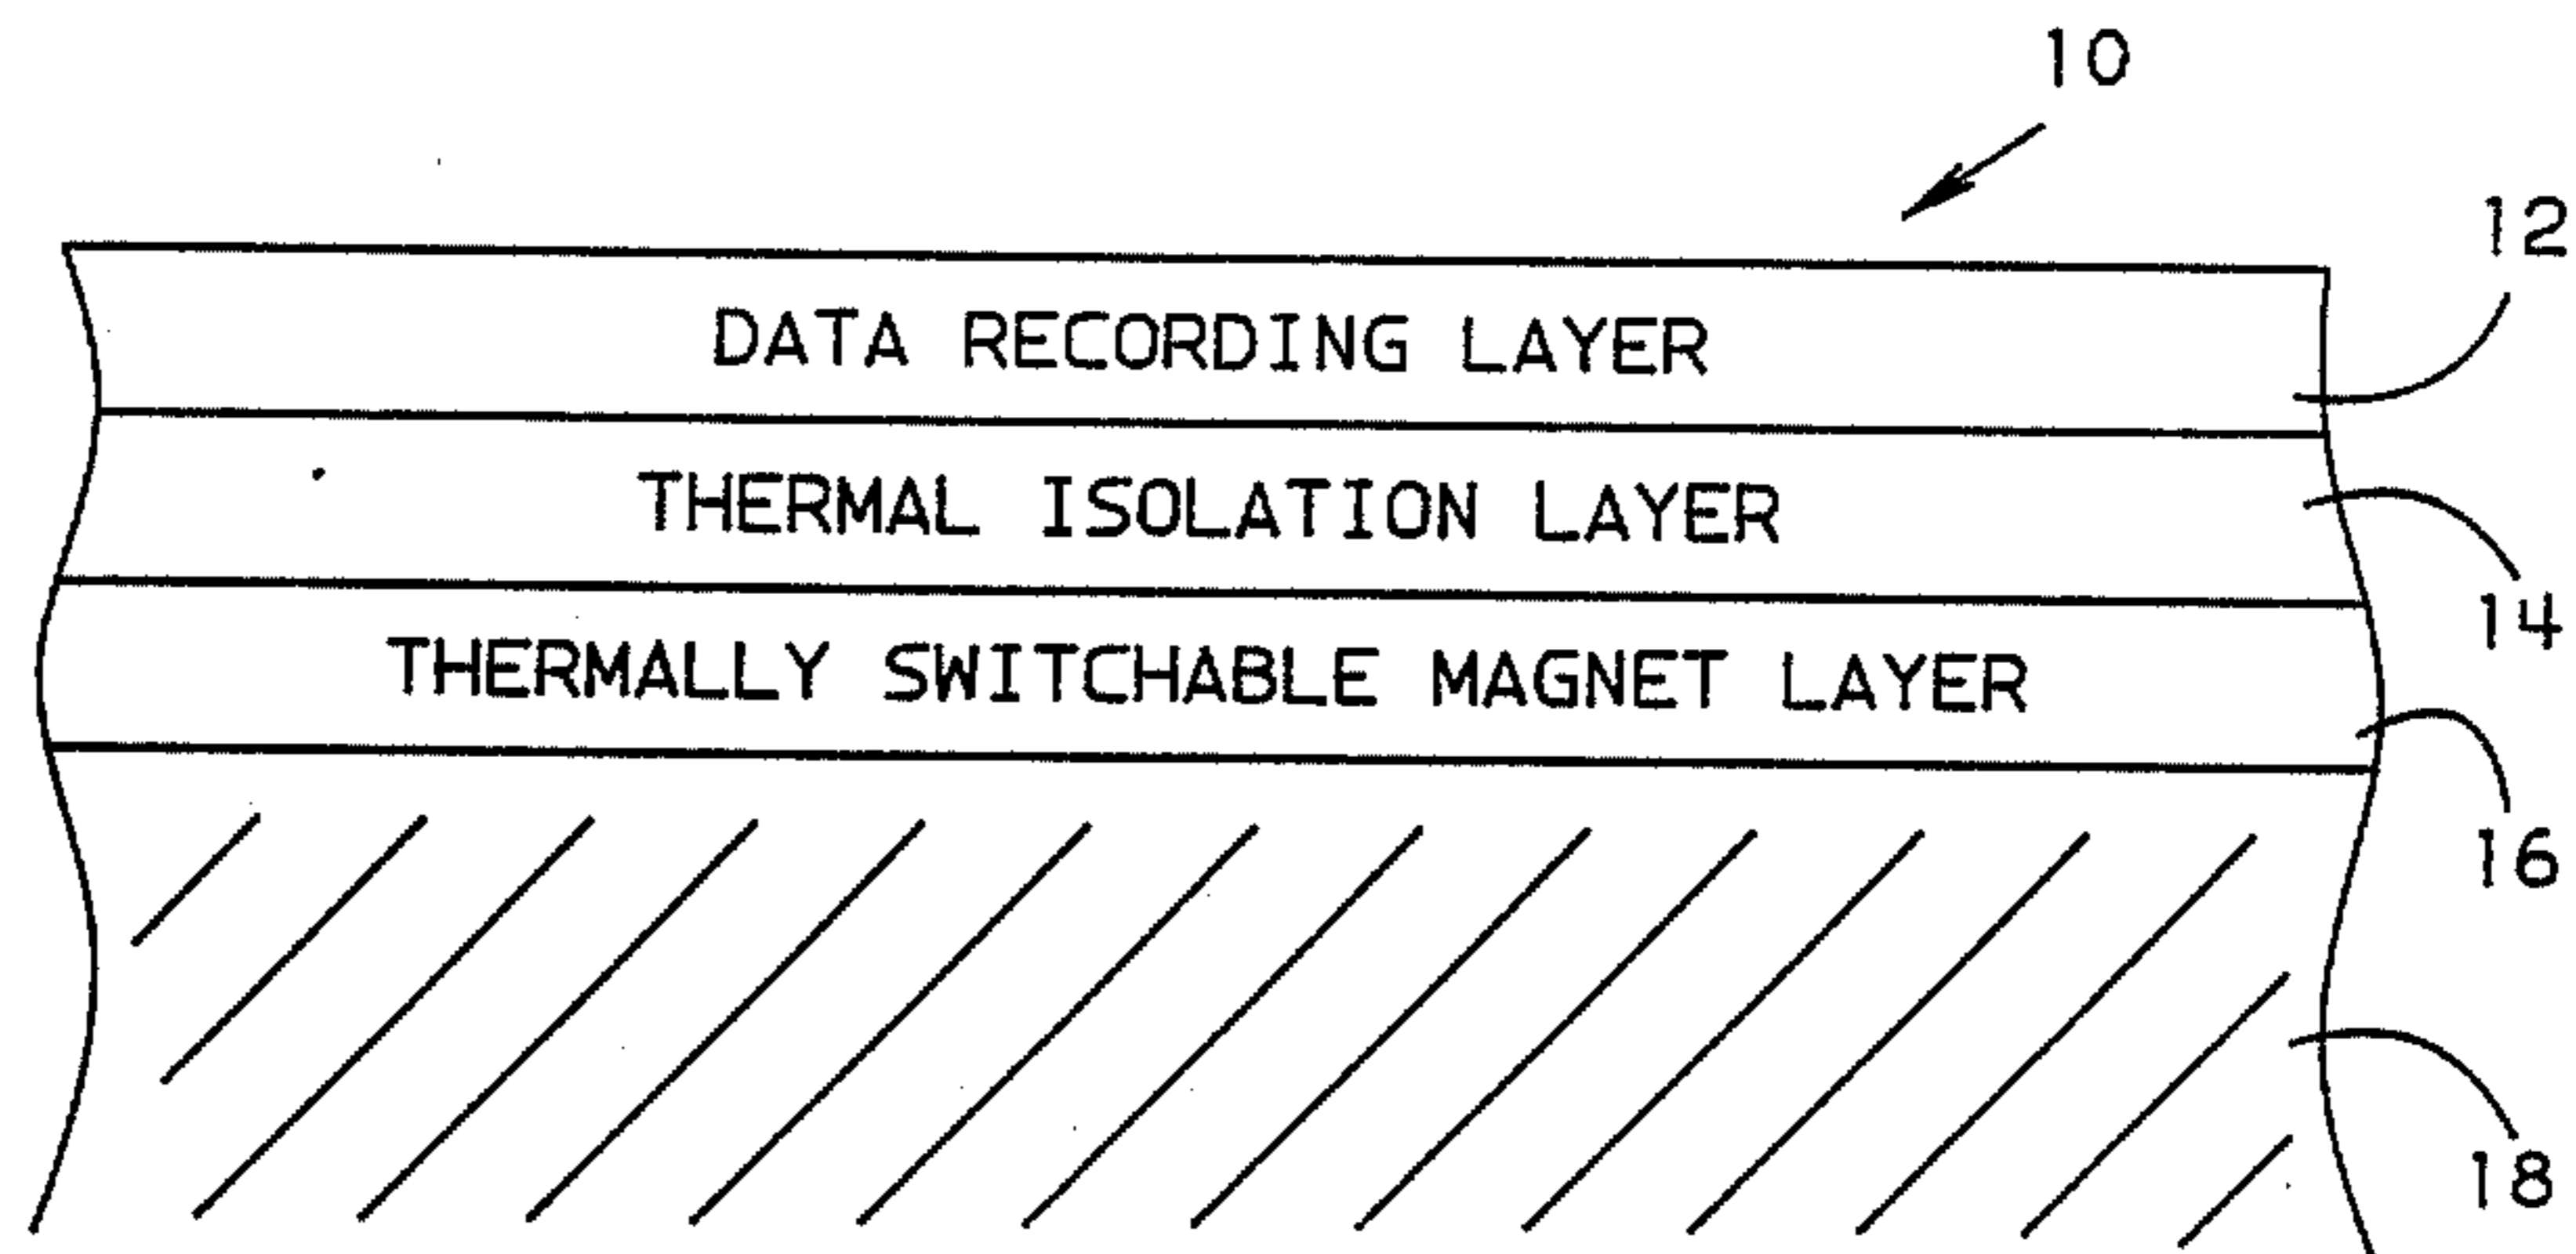 10
12
DATA RECORDING LAYER
THERMAL ISOLATION LAYER
14
THERMALLY SWITCHABLE MAGNET LAYER
16
18